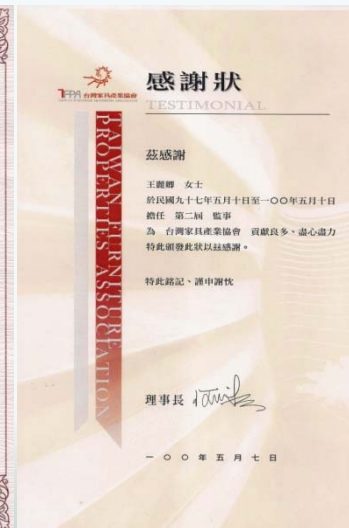 感謝狀
TESTIMONIAL
TFPA 台灣家具產業協會
TAIWAN FURNITURE
PROPERTIES ASSOCIATION
茲感謝
王麗卿 女士
於民國九十七年五月十日至一〇〇年五月十日
擔任 第二屆 監事
為 台灣家具產業協會 貢獻良多、盡心盡力
特此頒發此狀以茲感謝。
特此銘記、謹申謝忱
理事長
一〇〇年五月七日